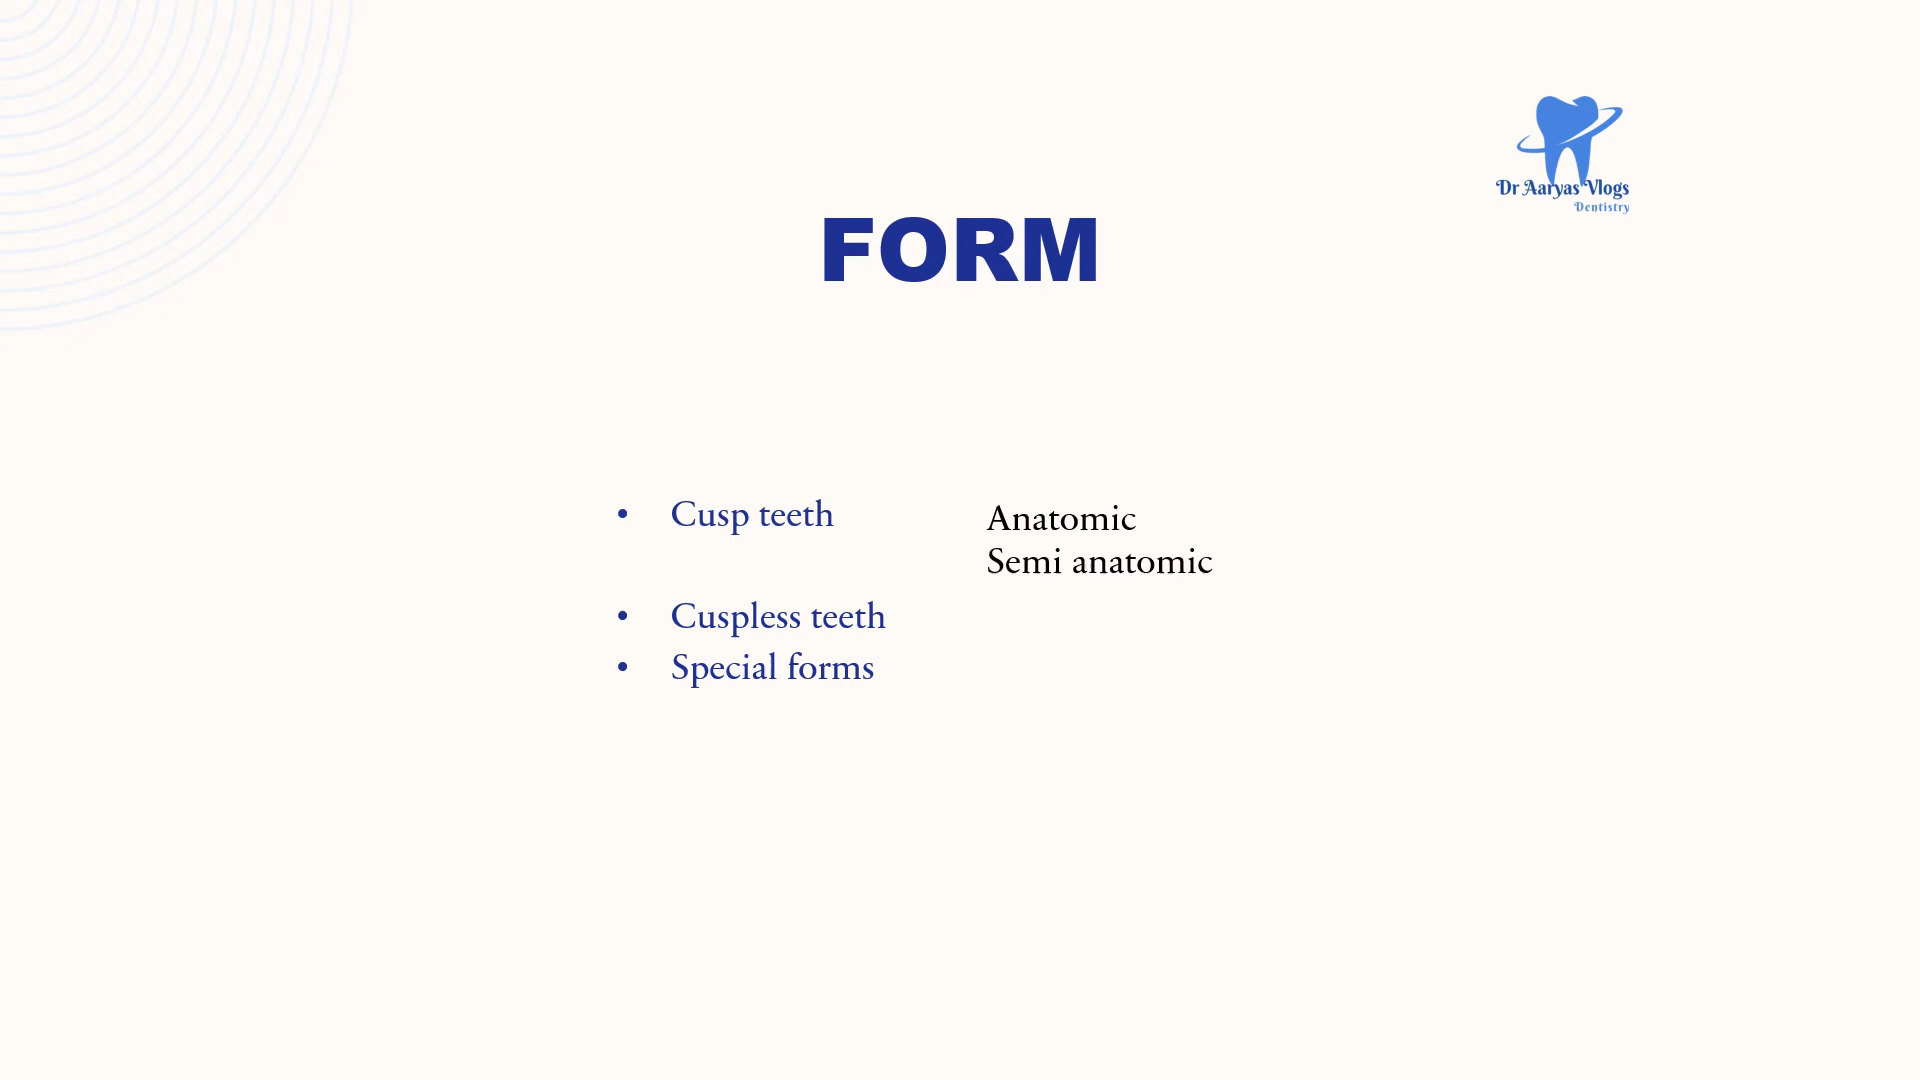 Dr Aaryas Vlogs
Dentistry
FORM
• Cusp teeth
Anatomic
Semi anatomic
• Cuspless teeth
• Special forms